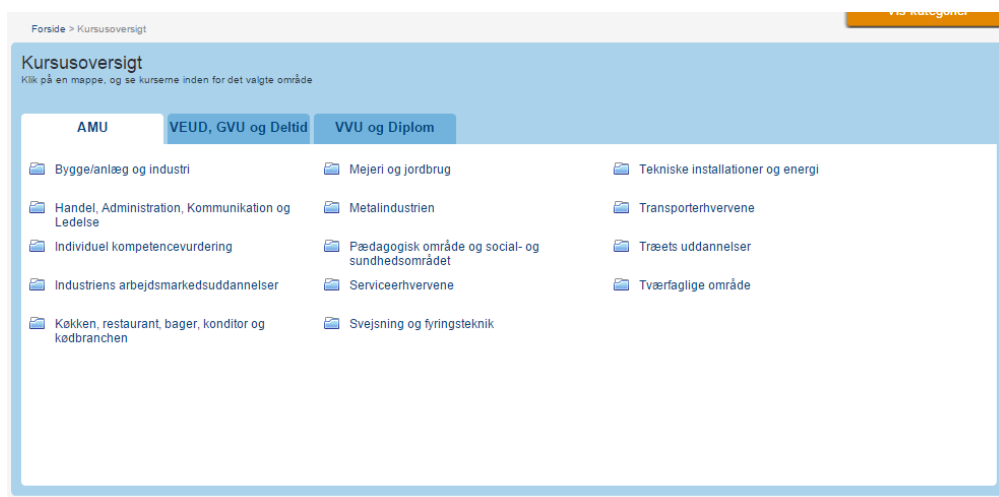 Vis kategorier
Forside > Kursusoversigt
Kursusoversigt
Klik på en mappe, og se kurserne inden for det valgte område
AMU
VEUD, GVU og Deltid
VVU og Diplom
Bygge/anlæg og industri
Handel, Administration, Kommunikation og
Ledelse
Individuel kompetencevurdering
Industriens arbejdsmarkedsuddannelser
Køkken, restaurant, bager, konditor og
kødbranchen
Mejeri og jordbrug
Metalindustrien
Pædagogisk område og social- og
sundhedsområdet
Serviceerhvervene
Svejsning og fyringsteknik
Tekniske installationer og energi
Transporterhvervene
Træets uddannelser
Tværfaglige område